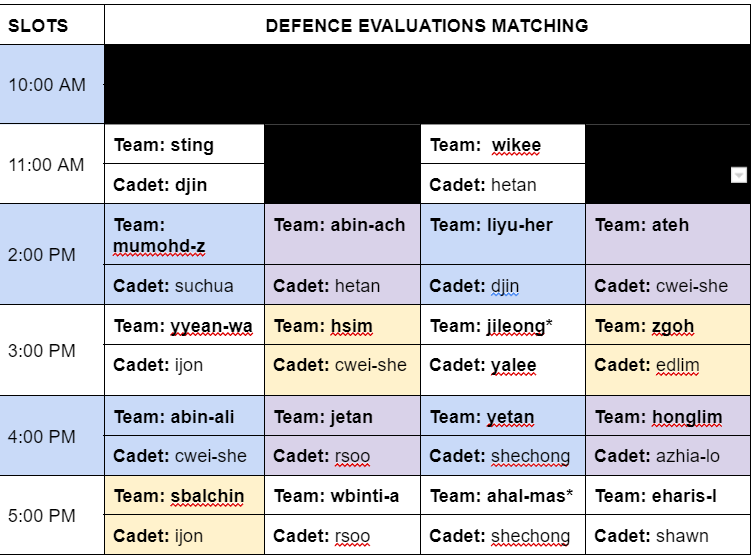 SLOTS DEFENCE EVALUATIONS MATCHING
10:00 AM
11:00 AM
Team: sting
Team: wikee
Cadet: djin
Cadet: hetan
2:00 PM
Team:
mumohd-z
Team: abin-ach
Team: liyu-her
Team: ateh
Cadet: suchua
Cadet: hetan
Cadet: djin
Cadet: cwei-she
3:00 PM
Team: yyean-wa
Team: hsim
Team: jileong*
Team: zgoh
Cadet: ijon
Cadet: cwei-she
Cadet: yalee
Cadet: edlim
4:00 PM
Team: abin-ali
Team: jetan
Team: yetan
Team: honglim
Cadet: cwei-she
Cadet: rsoo
Cadet: shechong
Cadet: azhia-lo
5:00 PM
Team: sbalchin
Team: wbinti-a
Team: ahal-mas*
Team: eharis-l
Cadet: ijon
Cadet: rsoo
Cadet: shechong
Cadet: shawn